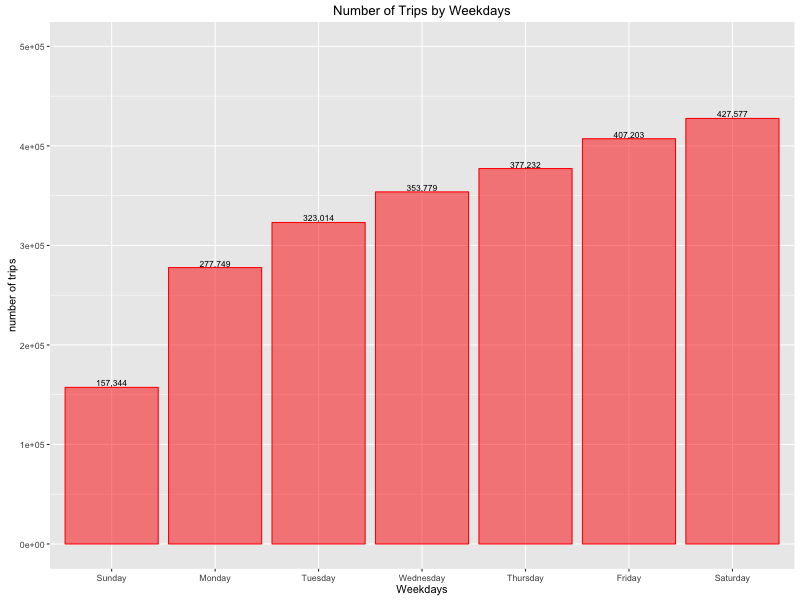 Number of Trips by Weekdays
number of trips
5e+05
4e+05
3e+05
2e+05
1e+05
0e+00
157,344
277,749
323,014
353,779
377,232
407,203
427,577
Sunday
Monday
Tuesday
Wednesday
Thursday
Friday
Saturday
Weekdays